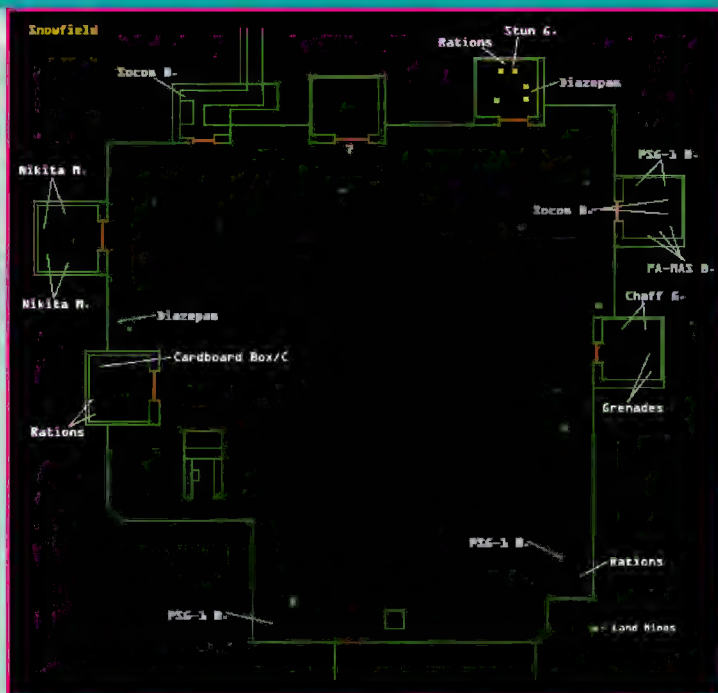 Snowfield
Stun G.
Rations
Socom B.
Diazepam
PSG-1 B.
Nikita M.
Socom B.
FA-MAS B.
Nikita M.
Chaff G.
Diazepam
Cardboard Box/C
Grenades
Rations
PSG-1 B.
Rations
PSG-1 B.
Land Mines